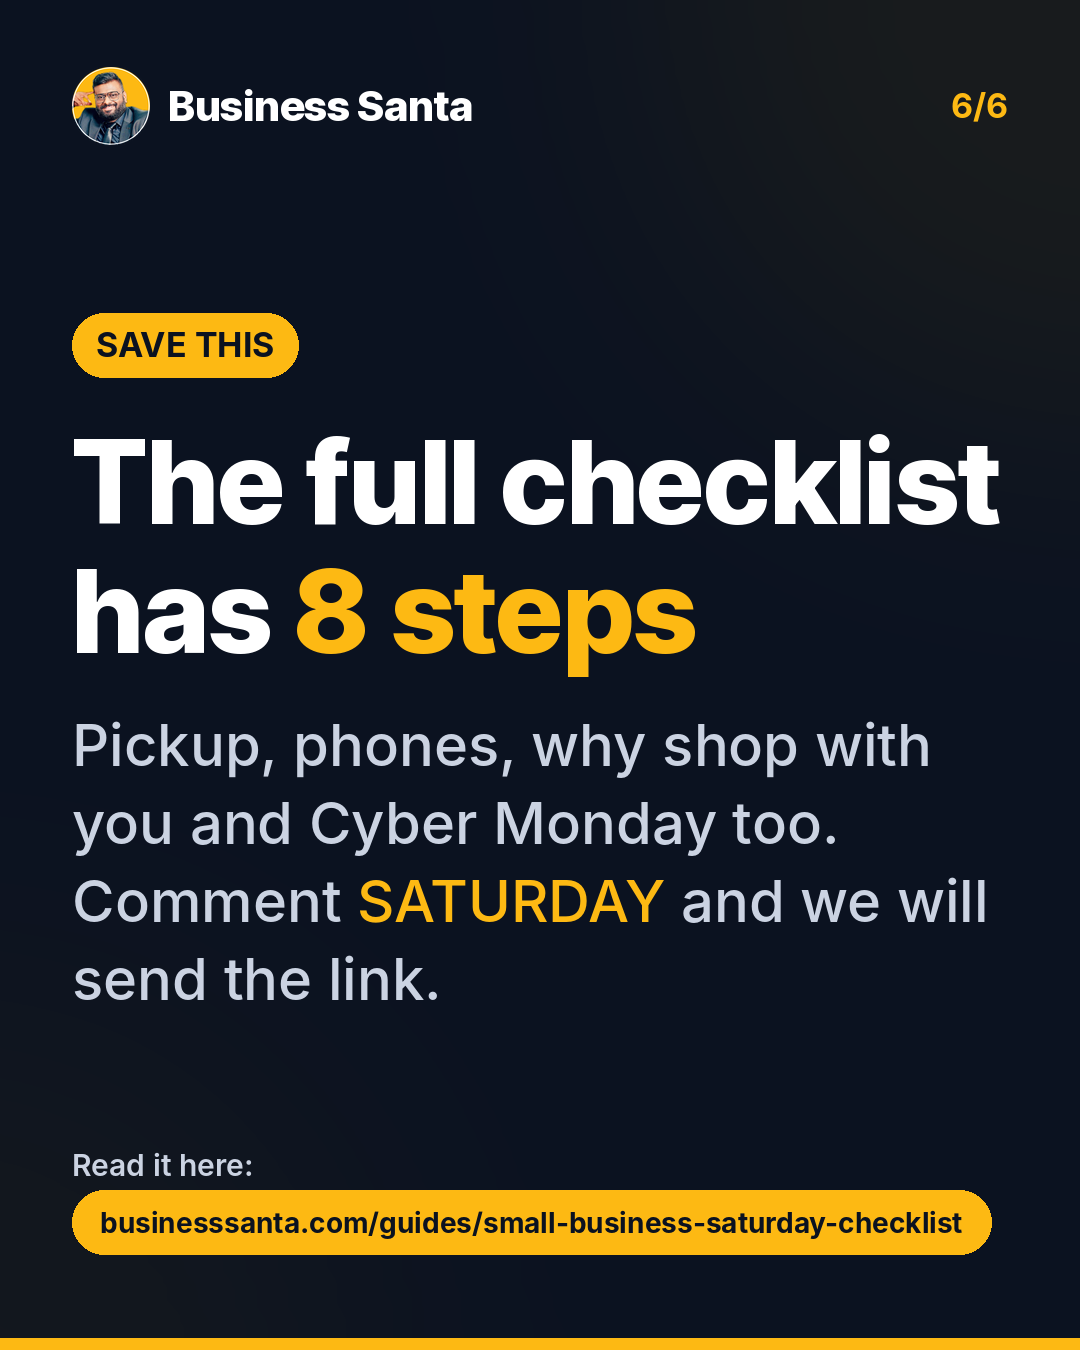 Business Santa
6/6
SAVE THIS
The full checklist
has 8 steps
Pickup, phones, why shop with
you and Cyber Monday too.
Comment SATURDAY and we will
send the link.
Read it here:
businesssanta.com/guides/small-business-saturday-checklist